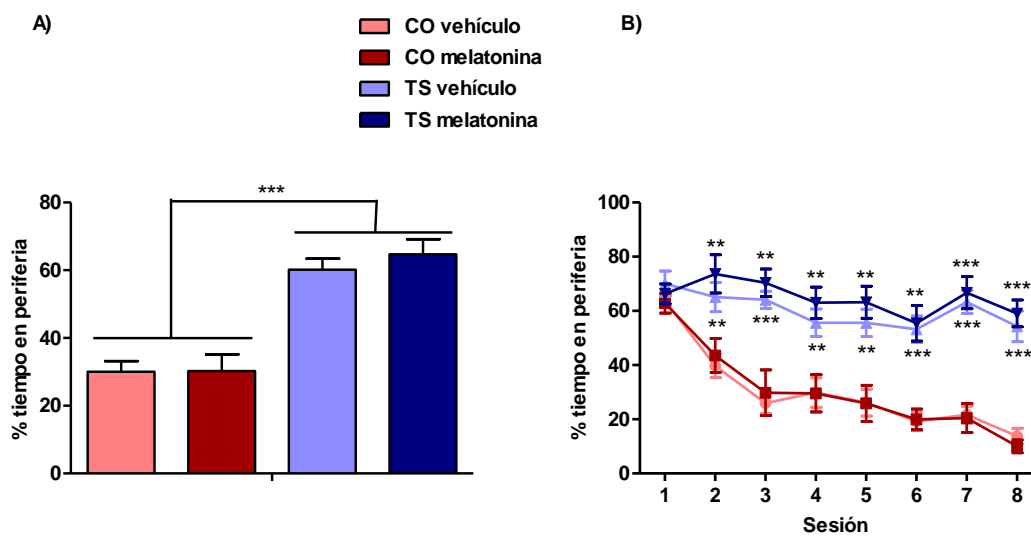 A)
CO vehículo
CO melatonina
TS vehículo
TS melatonina
B)
% tiempo en periferia
80
60
40
20
0
***
% tiempo en periferia
100
80
60
40
20
0
** ** ** ** ** *** ***
** *** ** ** *** *** ***
1 2 3 4 5 6 7 8
Sesión